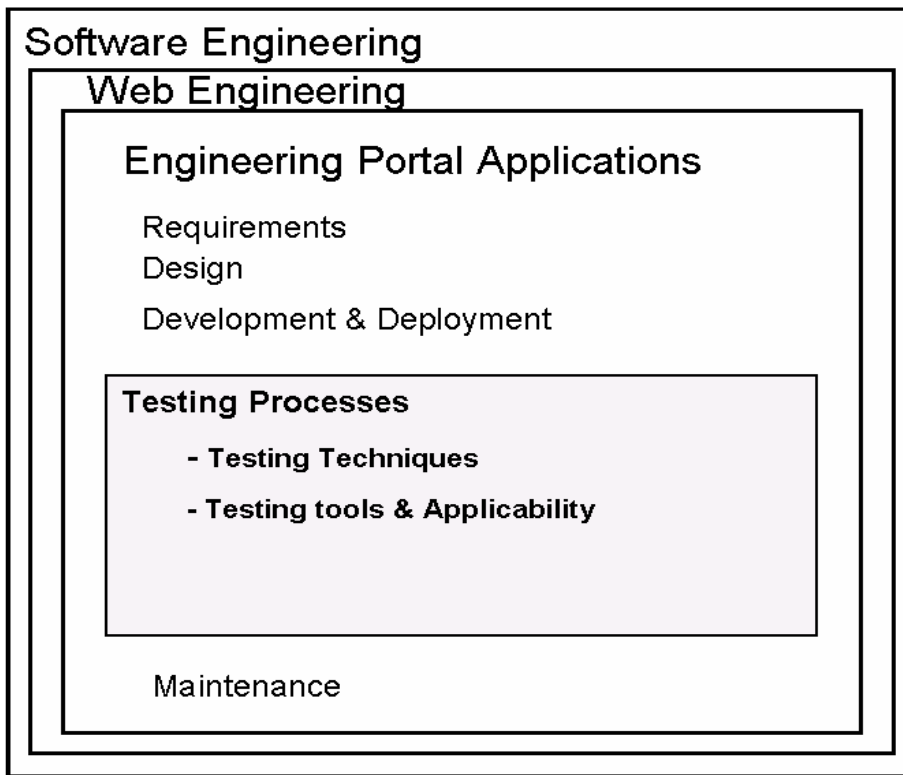 Software Engineering
Web Engineering
Engineering Portal Applications
Requirements
Design
Development & Deployment
Testing Processes
- Testing Techniques
- Testing tools & Applicability
Maintenance